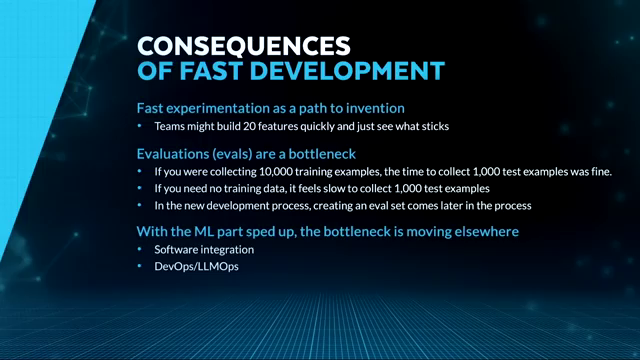 CONSEQUENCES
OF FAST DEVELOPMENT
Fast experimentation as a path to invention
• Teams might build 20 features quickly and just see what sticks
Evaluations (evals) are a bottleneck
• If you were collecting 10,000 training examples, the time to collect 1,000 test examples was fine.
• If you need no training data, it feels slow to collect 1,000 test examples
• In the new development process, creating an eval set comes later in the process
With the ML part sped up, the bottleneck is moving elsewhere
• Software integration
• DevOps/LLMOps